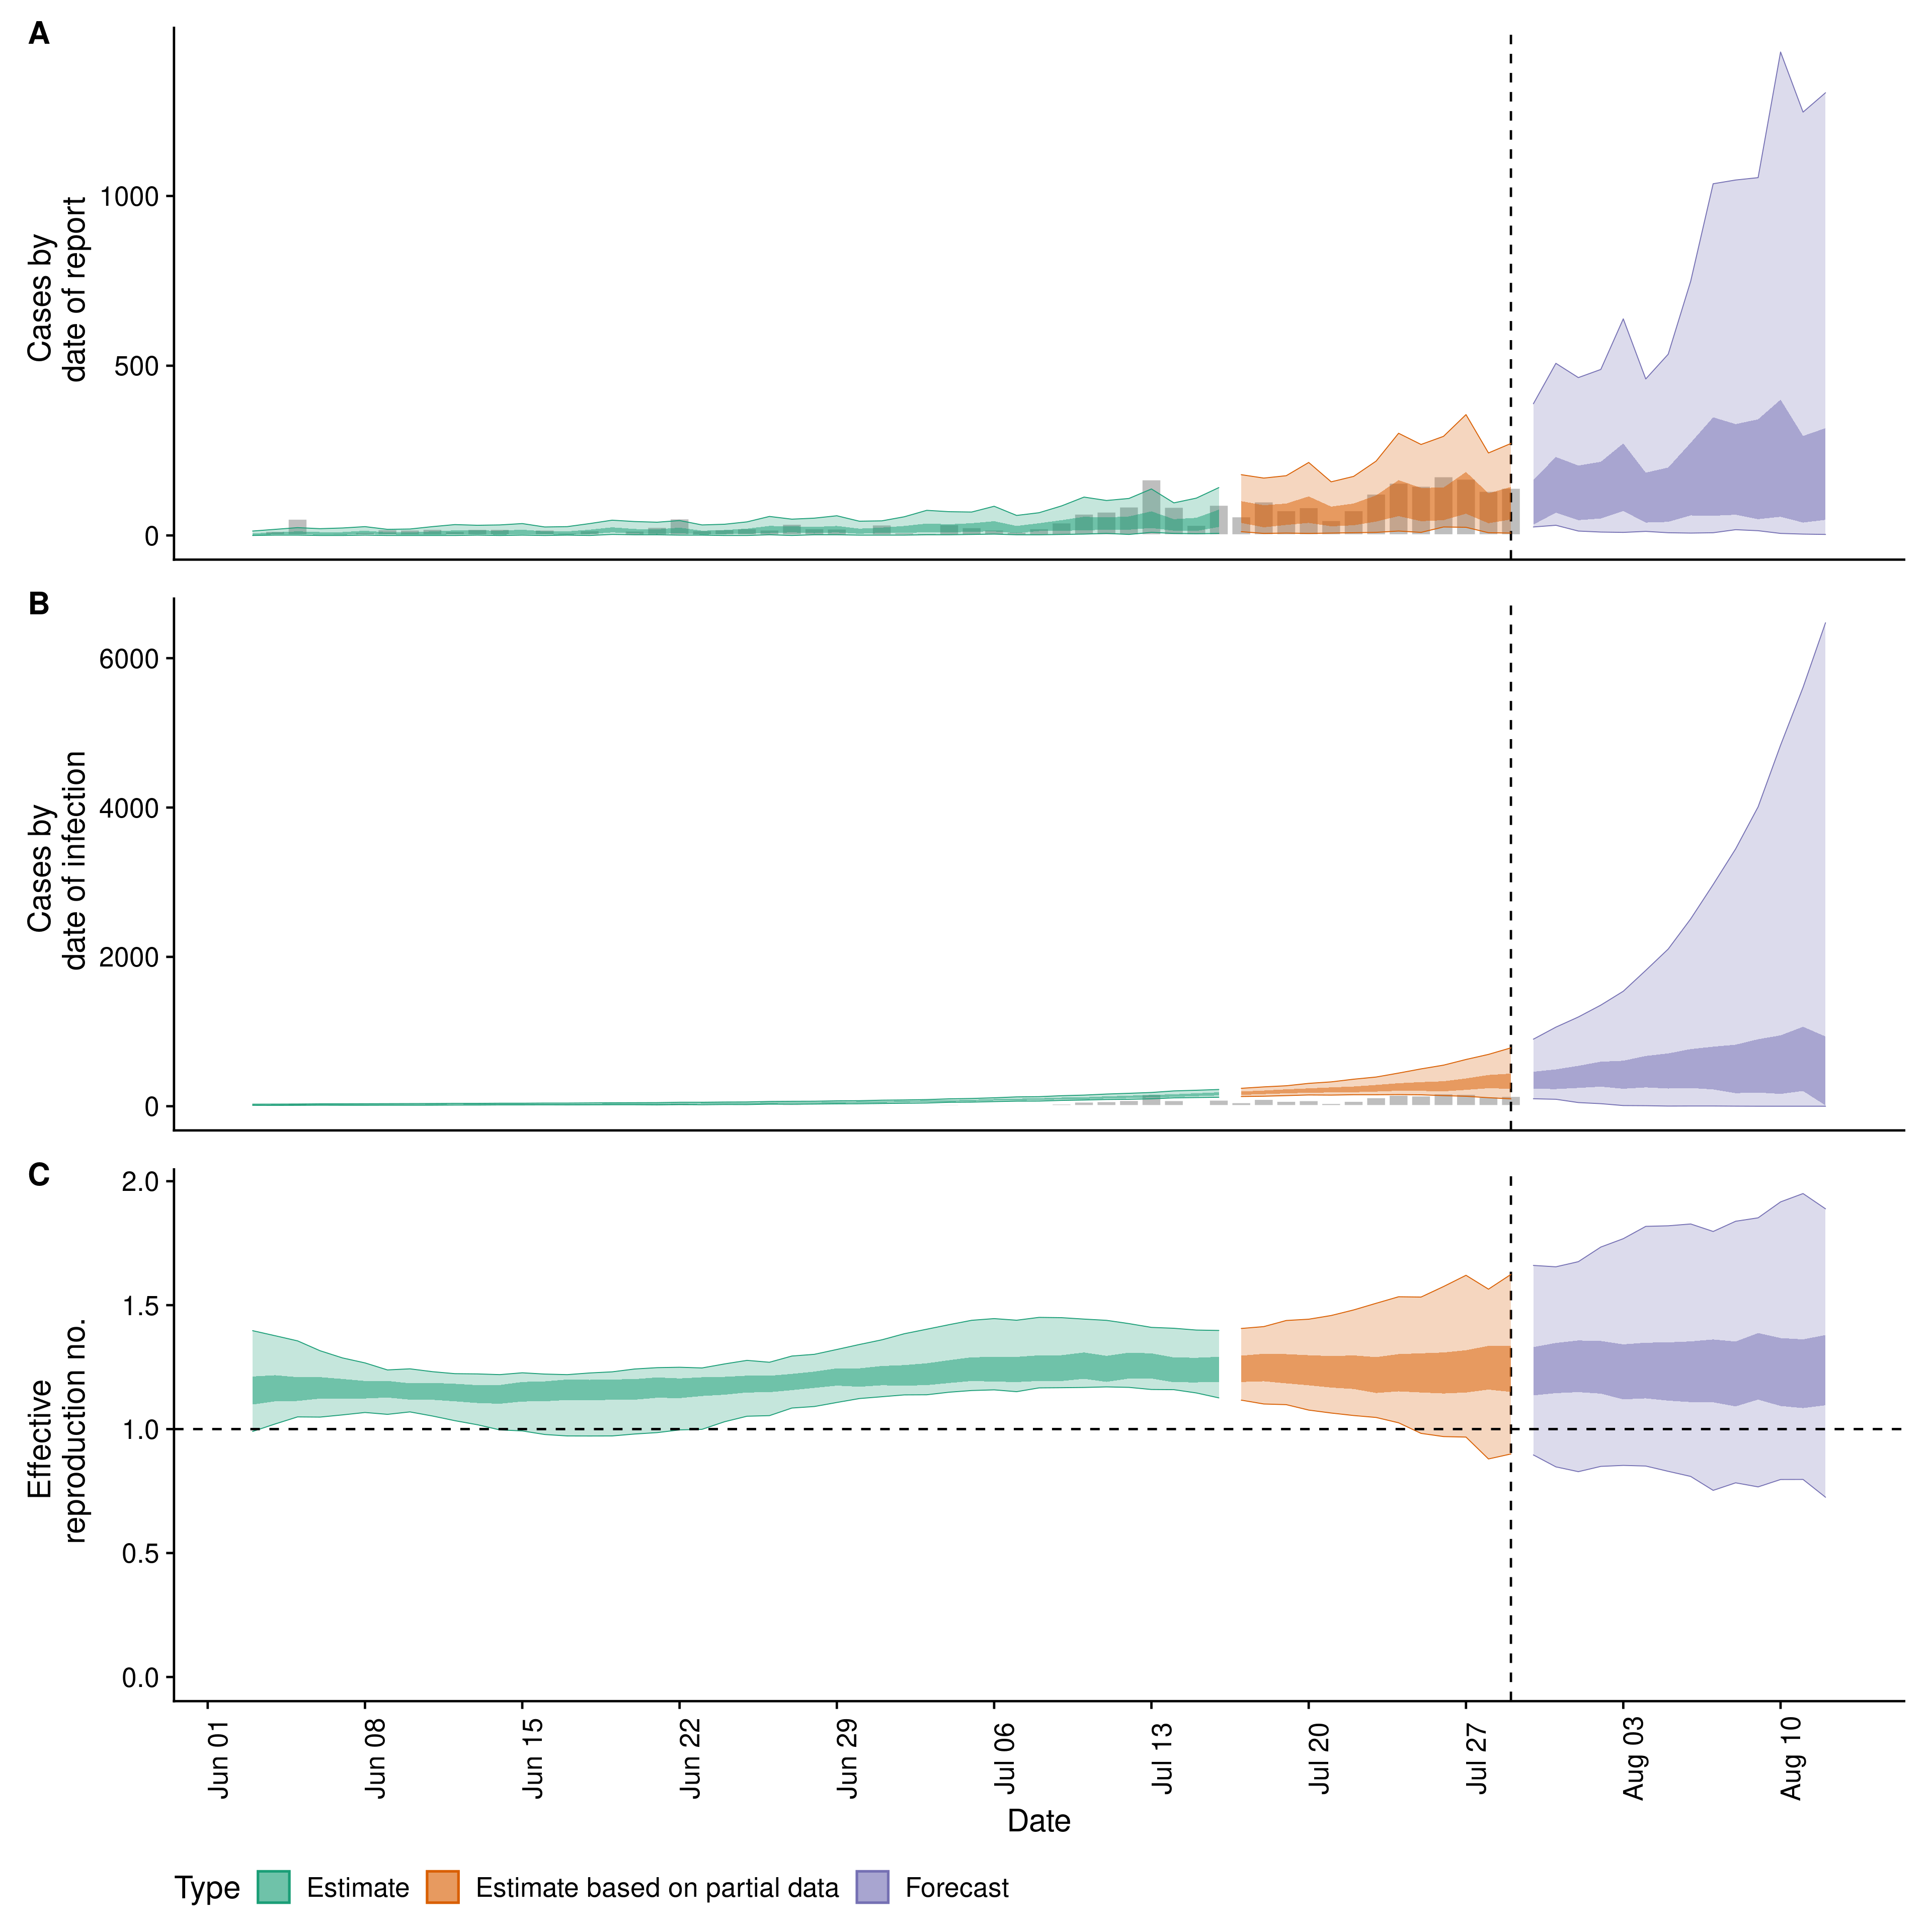 A
Cases by
date of report
1000
500
0
B
Cases by
date of infection
6000
4000
2000
0
C
Effective
reproduction no.
2.0
1.5
1.0
0.5
0.0
Jun 01
Jun 08
Jun 15
Jun 22
Jun 29
Jul 06
Jul 13
Jul 20
Jul 27
Aug 03
Aug 10
Date
Type Estimate Estimate based on partial data Forecast